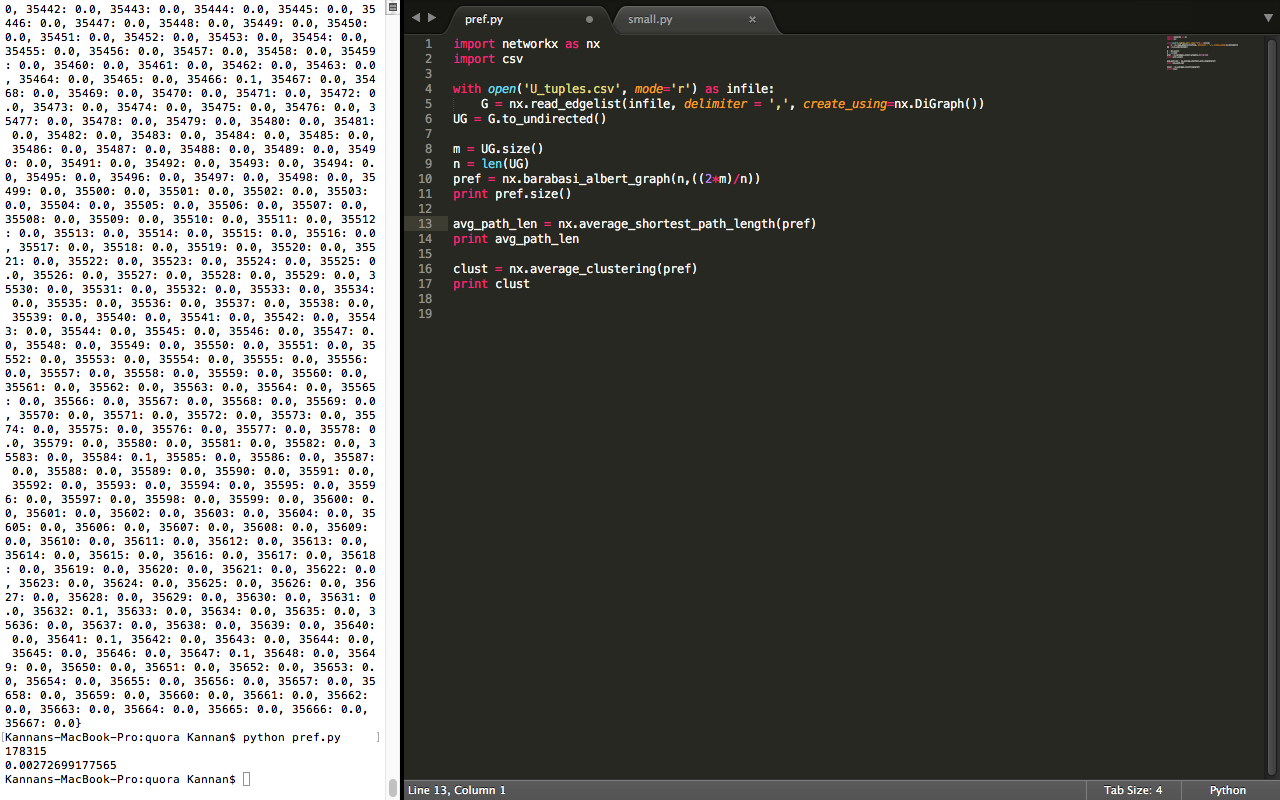 0, 35442: 0.0, 35443: 0.0, 35444: 0.0, 35445: 0.0, 35
446: 0.0, 35447: 0.0, 35448: 0.0, 35449: 0.0, 35450:
0.0, 35451: 0.0, 35452: 0.0, 35453: 0.0, 35454: 0.0,
35455: 0.0, 35456: 0.0, 35457: 0.0, 35458: 0.0, 35459
: 0.0, 35460: 0.0, 35461: 0.0, 35462: 0.0, 35463: 0.0
, 35464: 0.0, 35465: 0.0, 35466: 0.1, 35467: 0.0, 354
68: 0.0, 35469: 0.0, 35470: 0.0, 35471: 0.0, 35472: 0
.0, 35473: 0.0, 35474: 0.0, 35475: 0.0, 35476: 0.0, 3
5477: 0.0, 35478: 0.0, 35479: 0.0, 35480: 0.0, 35481:
0.0, 35482: 0.0, 35483: 0.0, 35484: 0.0, 35485: 0.0,
35486: 0.0, 35487: 0.0, 35488: 0.0, 35489: 0.0, 3549
0: 0.0, 35491: 0.0, 35492: 0.0, 35493: 0.0, 35494: 0.
0, 35495: 0.0, 35496: 0.0, 35497: 0.0, 35498: 0.0, 35
499: 0.0, 35500: 0.0, 35501: 0.0, 35502: 0.0, 35503:
0.0, 35504: 0.0, 35505: 0.0, 35506: 0.0, 35507: 0.0,
35508: 0.0, 35509: 0.0, 35510: 0.0, 35511: 0.0, 35512
: 0.0, 35513: 0.0, 35514: 0.0, 35515: 0.0, 35516: 0.0
, 35517: 0.0, 35518: 0.0, 35519: 0.0, 35520: 0.0, 355
21: 0.0, 35522: 0.0, 35523: 0.0, 35524: 0.0, 35525: 0
.0, 35526: 0.0, 35527: 0.0, 35528: 0.0, 35529: 0.0, 3
5530: 0.0, 35531: 0.0, 35532: 0.0, 35533: 0.0, 35534:
0.0, 35535: 0.0, 35536: 0.0, 35537: 0.0, 35538: 0.0,
35539: 0.0, 35540: 0.0, 35541: 0.0, 35542: 0.0, 3554
3: 0.0, 35544: 0.0, 35545: 0.0, 35546: 0.0, 35547: 0.
0, 35548: 0.0, 35549: 0.0, 35550: 0.0, 35551: 0.0, 35
552: 0.0, 35553: 0.0, 35554: 0.0, 35555: 0.0, 35556:
0.0, 35557: 0.0, 35558: 0.0, 35559: 0.0, 35560: 0.0,
35561: 0.0, 35562: 0.0, 35563: 0.0, 35564: 0.0, 35565
: 0.0, 35566: 0.0, 35567: 0.0, 35568: 0.0, 35569: 0.0
, 35570: 0.0, 35571: 0.0, 35572: 0.0, 35573: 0.0, 355
74: 0.0, 35575: 0.0, 35576: 0.0, 35577: 0.0, 35578: 0
.0, 35579: 0.0, 35580: 0.0, 35581: 0.0, 35582: 0.0, 3
5583: 0.0, 35584: 0.1, 35585: 0.0, 35586: 0.0, 35587:
0.0, 35588: 0.0, 35589: 0.0, 35590: 0.0, 35591: 0.0,
35592: 0.0, 35593: 0.0, 35594: 0.0, 35595: 0.0, 3559
6: 0.0, 35597: 0.0, 35598: 0.0, 35599: 0.0, 35600: 0.
0, 35601: 0.0, 35602: 0.0, 35603: 0.0, 35604: 0.0, 35
605: 0.0, 35606: 0.0, 35607: 0.0, 35608: 0.0, 35609:
0.0, 35610: 0.0, 35611: 0.0, 35612: 0.0, 35613: 0.0,
35614: 0.0, 35615: 0.0, 35616: 0.0, 35617: 0.0, 35618
: 0.0, 35619: 0.0, 35620: 0.0, 35621: 0.0, 35622: 0.0
, 35623: 0.0, 35624: 0.0, 35625: 0.0, 35626: 0.0, 356
27: 0.0, 35628: 0.0, 35629: 0.0, 35630: 0.0, 35631: 0
.0, 35632: 0.1, 35633: 0.0, 35634: 0.0, 35635: 0.0, 3
5636: 0.0, 35637: 0.0, 35638: 0.0, 35639: 0.0, 35640:
0.0, 35641: 0.1, 35642: 0.0, 35643: 0.0, 35644: 0.0,
35645: 0.0, 35646: 0.0, 35647: 0.1, 35648: 0.0, 3564
9: 0.0, 35650: 0.0, 35651: 0.0, 35652: 0.0, 35653: 0.
0, 35654: 0.0, 35655: 0.0, 35656: 0.0, 35657: 0.0, 35
658: 0.0, 35659: 0.0, 35660: 0.0, 35661: 0.0, 35662:
0.0, 35663: 0.0, 35664: 0.0, 35665: 0.0, 35666: 0.0,
35667: 0.0}
[Kannans-MacBook-Pro:quora Kannan$ python pref.py ]
178315
0.00272699177565
Kannans-MacBook-Pro:quora Kannan$
pref.py
small.py
1 import networkx as nx
2 import csv
3
4 with open('U_tuples.csv', mode='r') as infile:
5 G = nx.read_edgelist(infile, delimiter = ',', create_using=nx.DiGraph())
6 UG = G.to_undirected()
7
8 m = UG.size()
9 n = len(UG)
10 pref = nx.barabasi_albert_graph(n,((2*m)/n))
11 print pref.size()
12
13 avg_path_len = nx.average_shortest_path_length(pref)
14 print avg_path_len
15
16 clust = nx.average_clustering(pref)
17 print clust
18
19
Line 13, Column 1
Tab Size: 4
Python